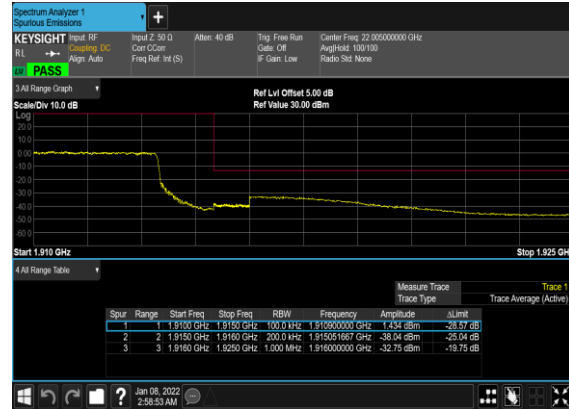 Spectrum Analyzer 1
Spurious Emissions
+
KEYSIGHT Input: RF Input Z: 50 Ω Atten: 40 dB Trig: Free Run Center Freq: 22.005000000 GHz
RL Coupling: DC Corr CCorr Gate: Off Avg|Hold: 100/100
Align: Auto Freq Ref: Int (S) IF Gain: Low Radio Std: None
PASS
3 All Range Graph
Ref Lvl Offset 5.00 dB
Scale/Div 10.0 dB Ref Value 30.00 dBm
Log
20.0
10.0
0.00
-10.0
-20.0
-30.0
-40.0
-50.0
-60.0
Start 1.910 GHz Stop 1.925 GH
4 All Range Table
Measure Trace Trace 1
Trace Type Trace Average (Active)
Spur Range Start Freq Stop Freq RBW Frequency Amplitude ΔLimit
1 1 1.9100 GHz 1.9150 GHz 100.0 kHz 1.910900000 GHz 1.434 dBm -28.57 dB
2 2 1.9150 GHz 1.9160 GHz 200.0 kHz 1.915051667 GHz -38.04 dBm -25.04 dB
3 3 1.9160 GHz 1.9250 GHz 1.000 MHz 1.916000000 GHz -32.75 dBm -19.75 dB
? Jan 08, 2022
2:58:53 AM